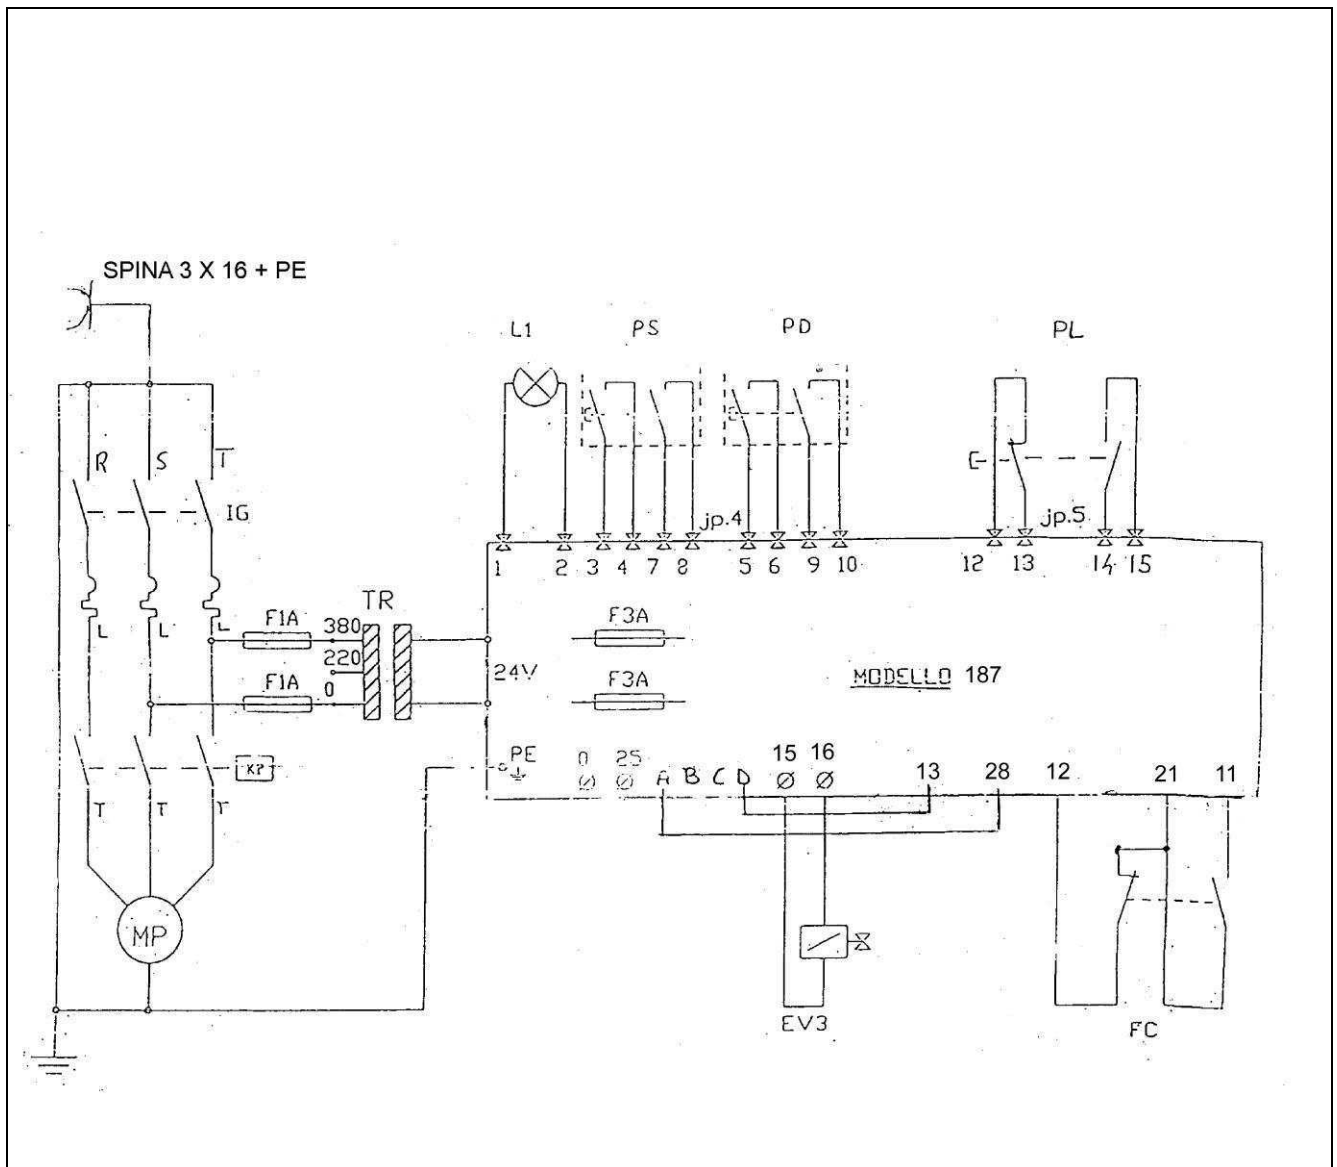 SPINA 3 X 16 + PE
L1 PS PD PL
R S T
IG
jp.4 jp.5
1 2 3 4 7 8 5 6 9 10 12 13 14 15
L L L
F1A
TR
380
220
0
F1A
24V
F3A
F3A
MODELLO 187
PE 0 25 A B C D 15 16 13 28 12 21 11
KP
T T T
MP
EV3
FC